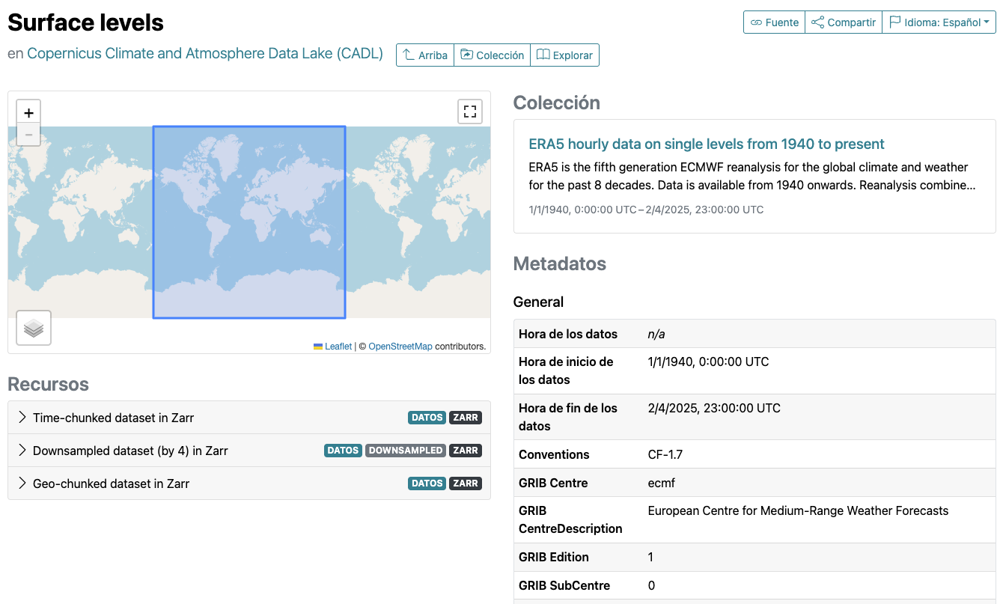 Surface levels
Fuente
Compartir
Idioma: Español
en Copernicus Climate and Atmosphere Data Lake (CADL)
Arriba
Colección
Explorar
+
−
Leaflet | © OpenStreetMap contributors.
Recursos
Time-chunked dataset in Zarr DATOS ZARR
Downsampled dataset (by 4) in Zarr DATOS DOWNSAMPLED ZARR
Geo-chunked dataset in Zarr DATOS ZARR
Colección
ERA5 hourly data on single levels from 1940 to present
ERA5 is the fifth generation ECMWF reanalysis for the global climate and weather
for the past 8 decades. Data is available from 1940 onwards. Reanalysis combine...
1/1/1940, 0:00:00 UTC – 2/4/2025, 23:00:00 UTC
Metadatos
General
Hora de los datos n/a
Hora de inicio de 1/1/1940, 0:00:00 UTC
los datos
Hora de fin de los 2/4/2025, 23:00:00 UTC
datos
Conventions CF-1.7
GRIB Centre ecmf
GRIB European Centre for Medium-Range Weather Forecasts
CentreDescription
GRIB Edition 1
GRIB SubCentre 0